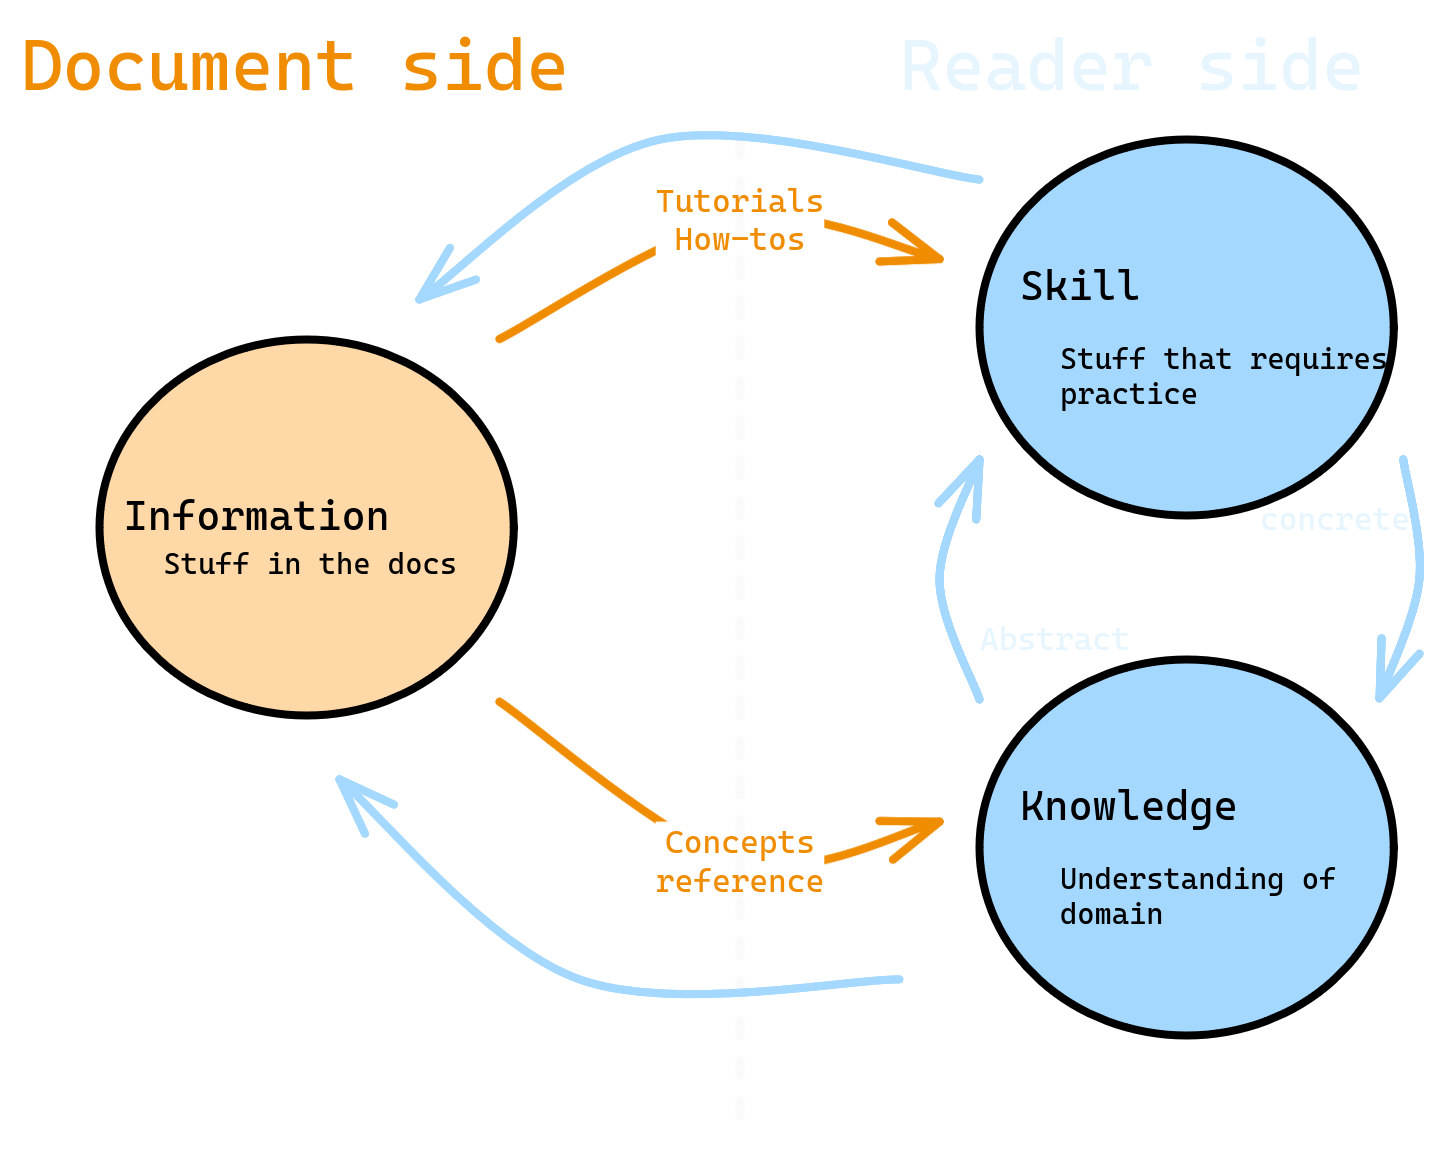 Document side
Reader side
Tutorials
How-tos
Skill
Stuff that requires
practice
Information
Stuff in the docs
concrete
Abstract
Knowledge
Understanding of
domain
Concepts
reference